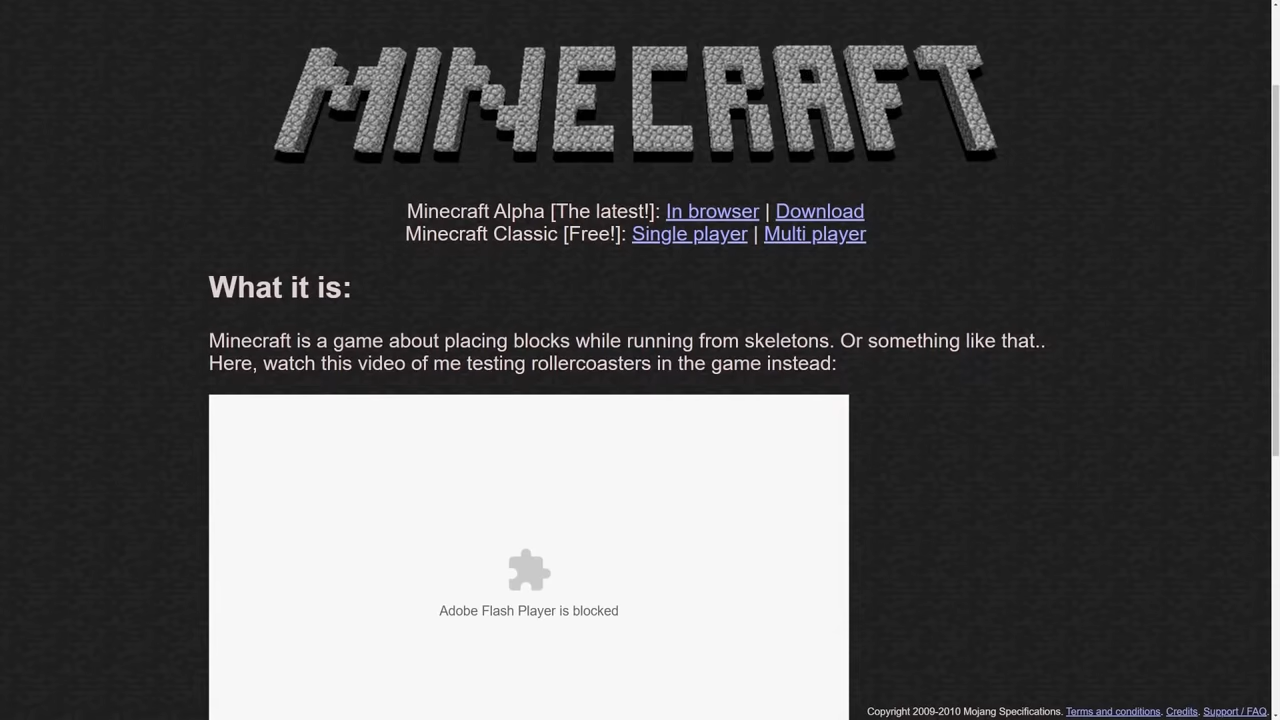 MINECRAFT
Minecraft Alpha [The latest!]: In browser | Download
Minecraft Classic [Free!]: Single player | Multi player
What it is:
Minecraft is a game about placing blocks while running from skeletons. Or something like that..
Here, watch this video of me testing rollercoasters in the game instead:
Adobe Flash Player is blocked
Copyright 2009-2010 Mojang Specifications. Terms and conditions. Credits. Support / FAQ.